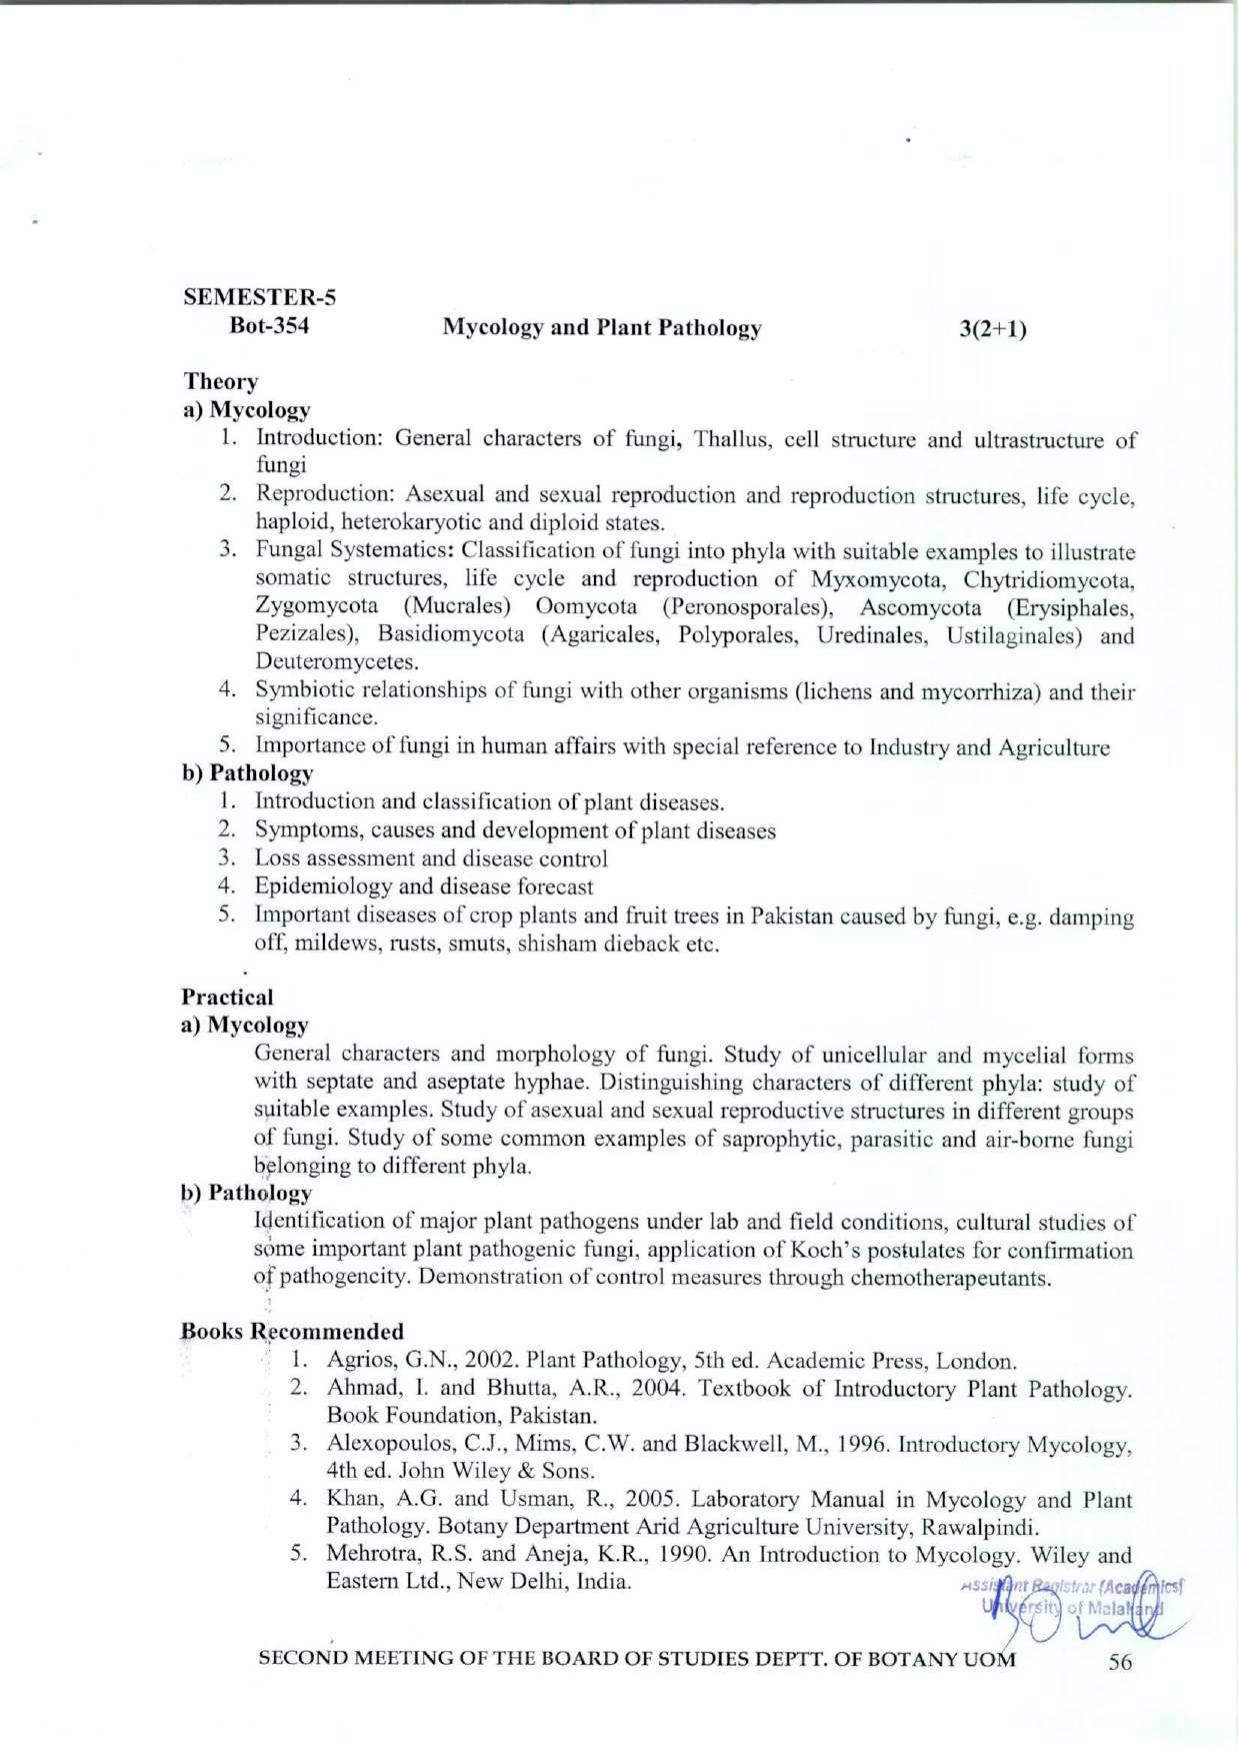 SEMESTER-5
Bot-354 Mycology and Plant Pathology 3(2+1)
Theory
a) Mycology
1. Introduction: General characters of fungi, Thallus, cell structure and ultrastructure of
fungi
2. Reproduction: Asexual and sexual reproduction and reproduction structures, life cycle,
haploid, heterokaryotic and diploid states.
3. Fungal Systematics: Classification of fungi into phyla with suitable examples to illustrate
somatic structures, life cycle and reproduction of Myxomycota, Chytridiomycota,
Zygomycota (Mucrales) Oomycota (Peronosporales), Ascomycota (Erysiphales,
Pezizales), Basidiomycota (Agaricales, Polyporales, Uredinales, Ustilaginales) and
Deuteromycetes.
4. Symbiotic relationships of fungi with other organisms (lichens and mycorrhiza) and their
significance.
5. Importance of fungi in human affairs with special reference to Industry and Agriculture
b) Pathology
1. Introduction and classification of plant diseases.
2. Symptoms, causes and development of plant diseases
3. Loss assessment and disease control
4. Epidemiology and disease forecast
5. Important diseases of crop plants and fruit trees in Pakistan caused by fungi, e.g. damping
off, mildews, rusts, smuts, shisham dieback etc.
Practical
a) Mycology
General characters and morphology of fungi. Study of unicellular and mycelial forms
with septate and aseptate hyphae. Distinguishing characters of different phyla: study of
suitable examples. Study of asexual and sexual reproductive structures in different groups
of fungi. Study of some common examples of saprophytic, parasitic and air-borne fungi
belonging to different phyla.
b) Pathology
Identification of major plant pathogens under lab and field conditions, cultural studies of
some important plant pathogenic fungi, application of Koch's postulates for confirmation
of pathogencity. Demonstration of control measures through chemotherapeutants.
Books Recommended
1. Agrios, G.N., 2002. Plant Pathology, 5th ed. Academic Press, London.
2. Ahmad, I. and Bhutta, A.R., 2004. Textbook of Introductory Plant Pathology.
Book Foundation, Pakistan.
3. Alexopoulos, C.J., Mims, C.W. and Blackwell, M., 1996. Introductory Mycology,
4th ed. John Wiley & Sons.
4. Khan, A.G. and Usman, R., 2005. Laboratory Manual in Mycology and Plant
Pathology. Botany Department Arid Agriculture University, Rawalpindi.
5. Mehrotra, R.S. and Aneja, K.R., 1990. An Introduction to Mycology. Wiley and
Eastern Ltd., New Delhi, India.
Assistant Registrar (Academics)
University of Malakand
SECOND MEETING OF THE BOARD OF STUDIES DEPTT. OF BOTANY UOM 56